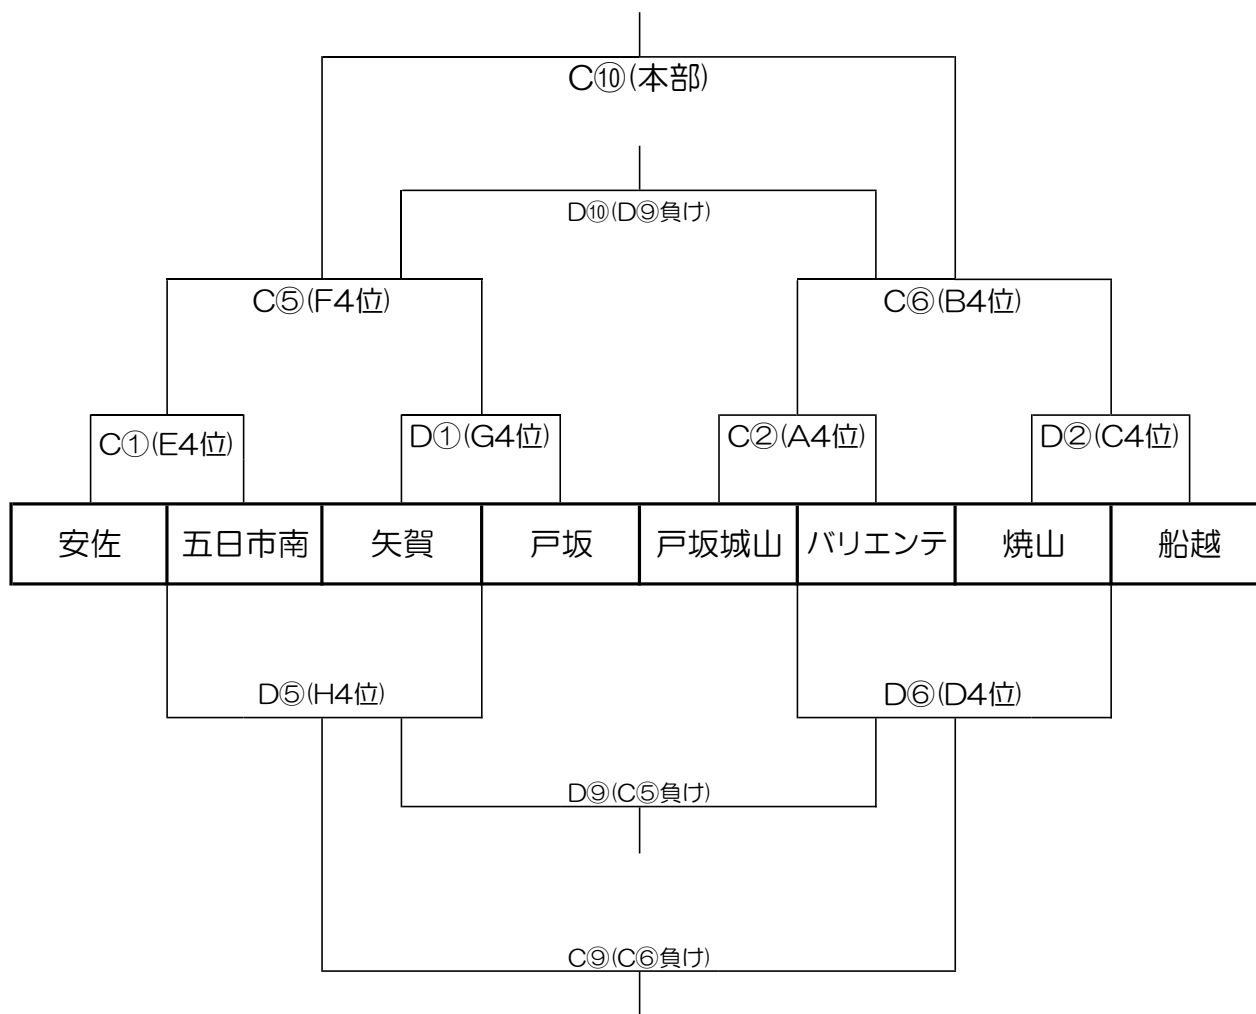 C⑩(本部)
D⑩(D⑨負け)
C⑤(F4位)
C⑥(B4位)
C①(E4位)
D①(G4位)
C②(A4位)
D②(C4位)
安佐
五日市南
矢賀
戸坂
戸坂城山
バリエンテ
焼山
船越
D⑤(H4位)
D⑥(D4位)
D⑨(C⑤負け)
C⑨(C⑥負け)